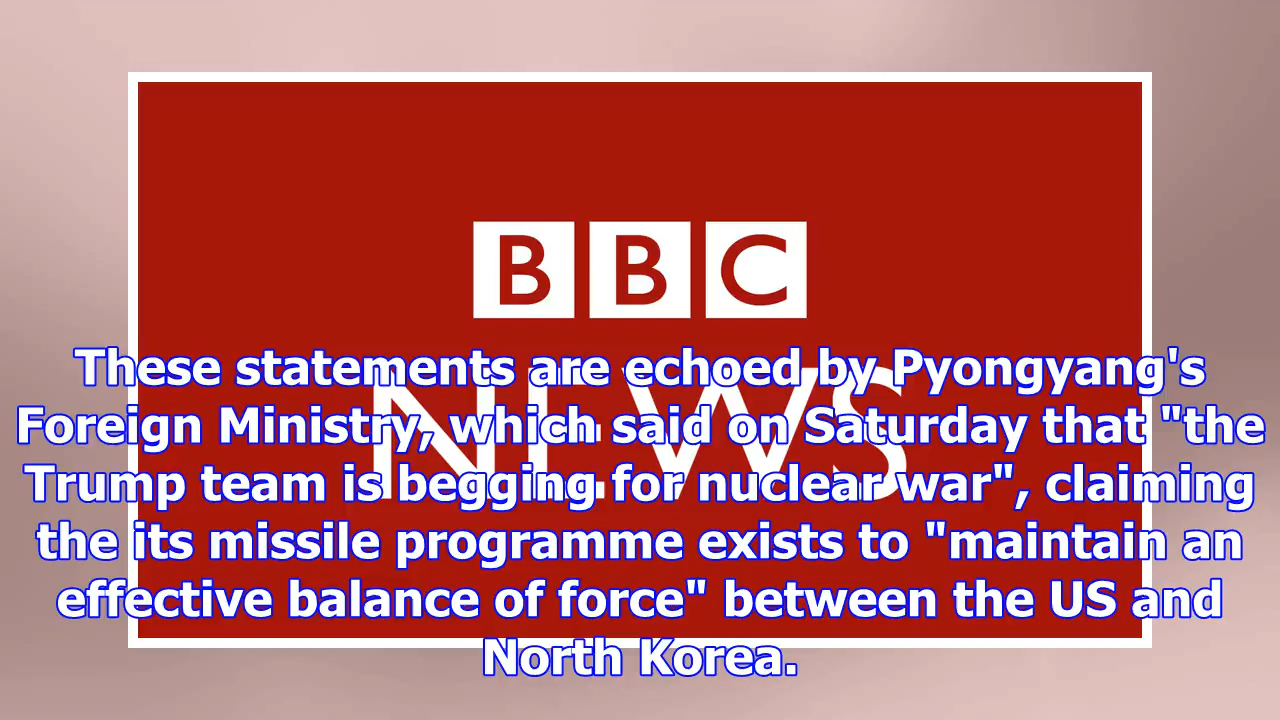 BBC
NEWS
These statements are echoed by Pyongyang's
Foreign Ministry, which said on Saturday that "the
Trump team is begging for nuclear war", claiming
the its missile programme exists to "maintain an
effective balance of force" between the US and
North Korea.